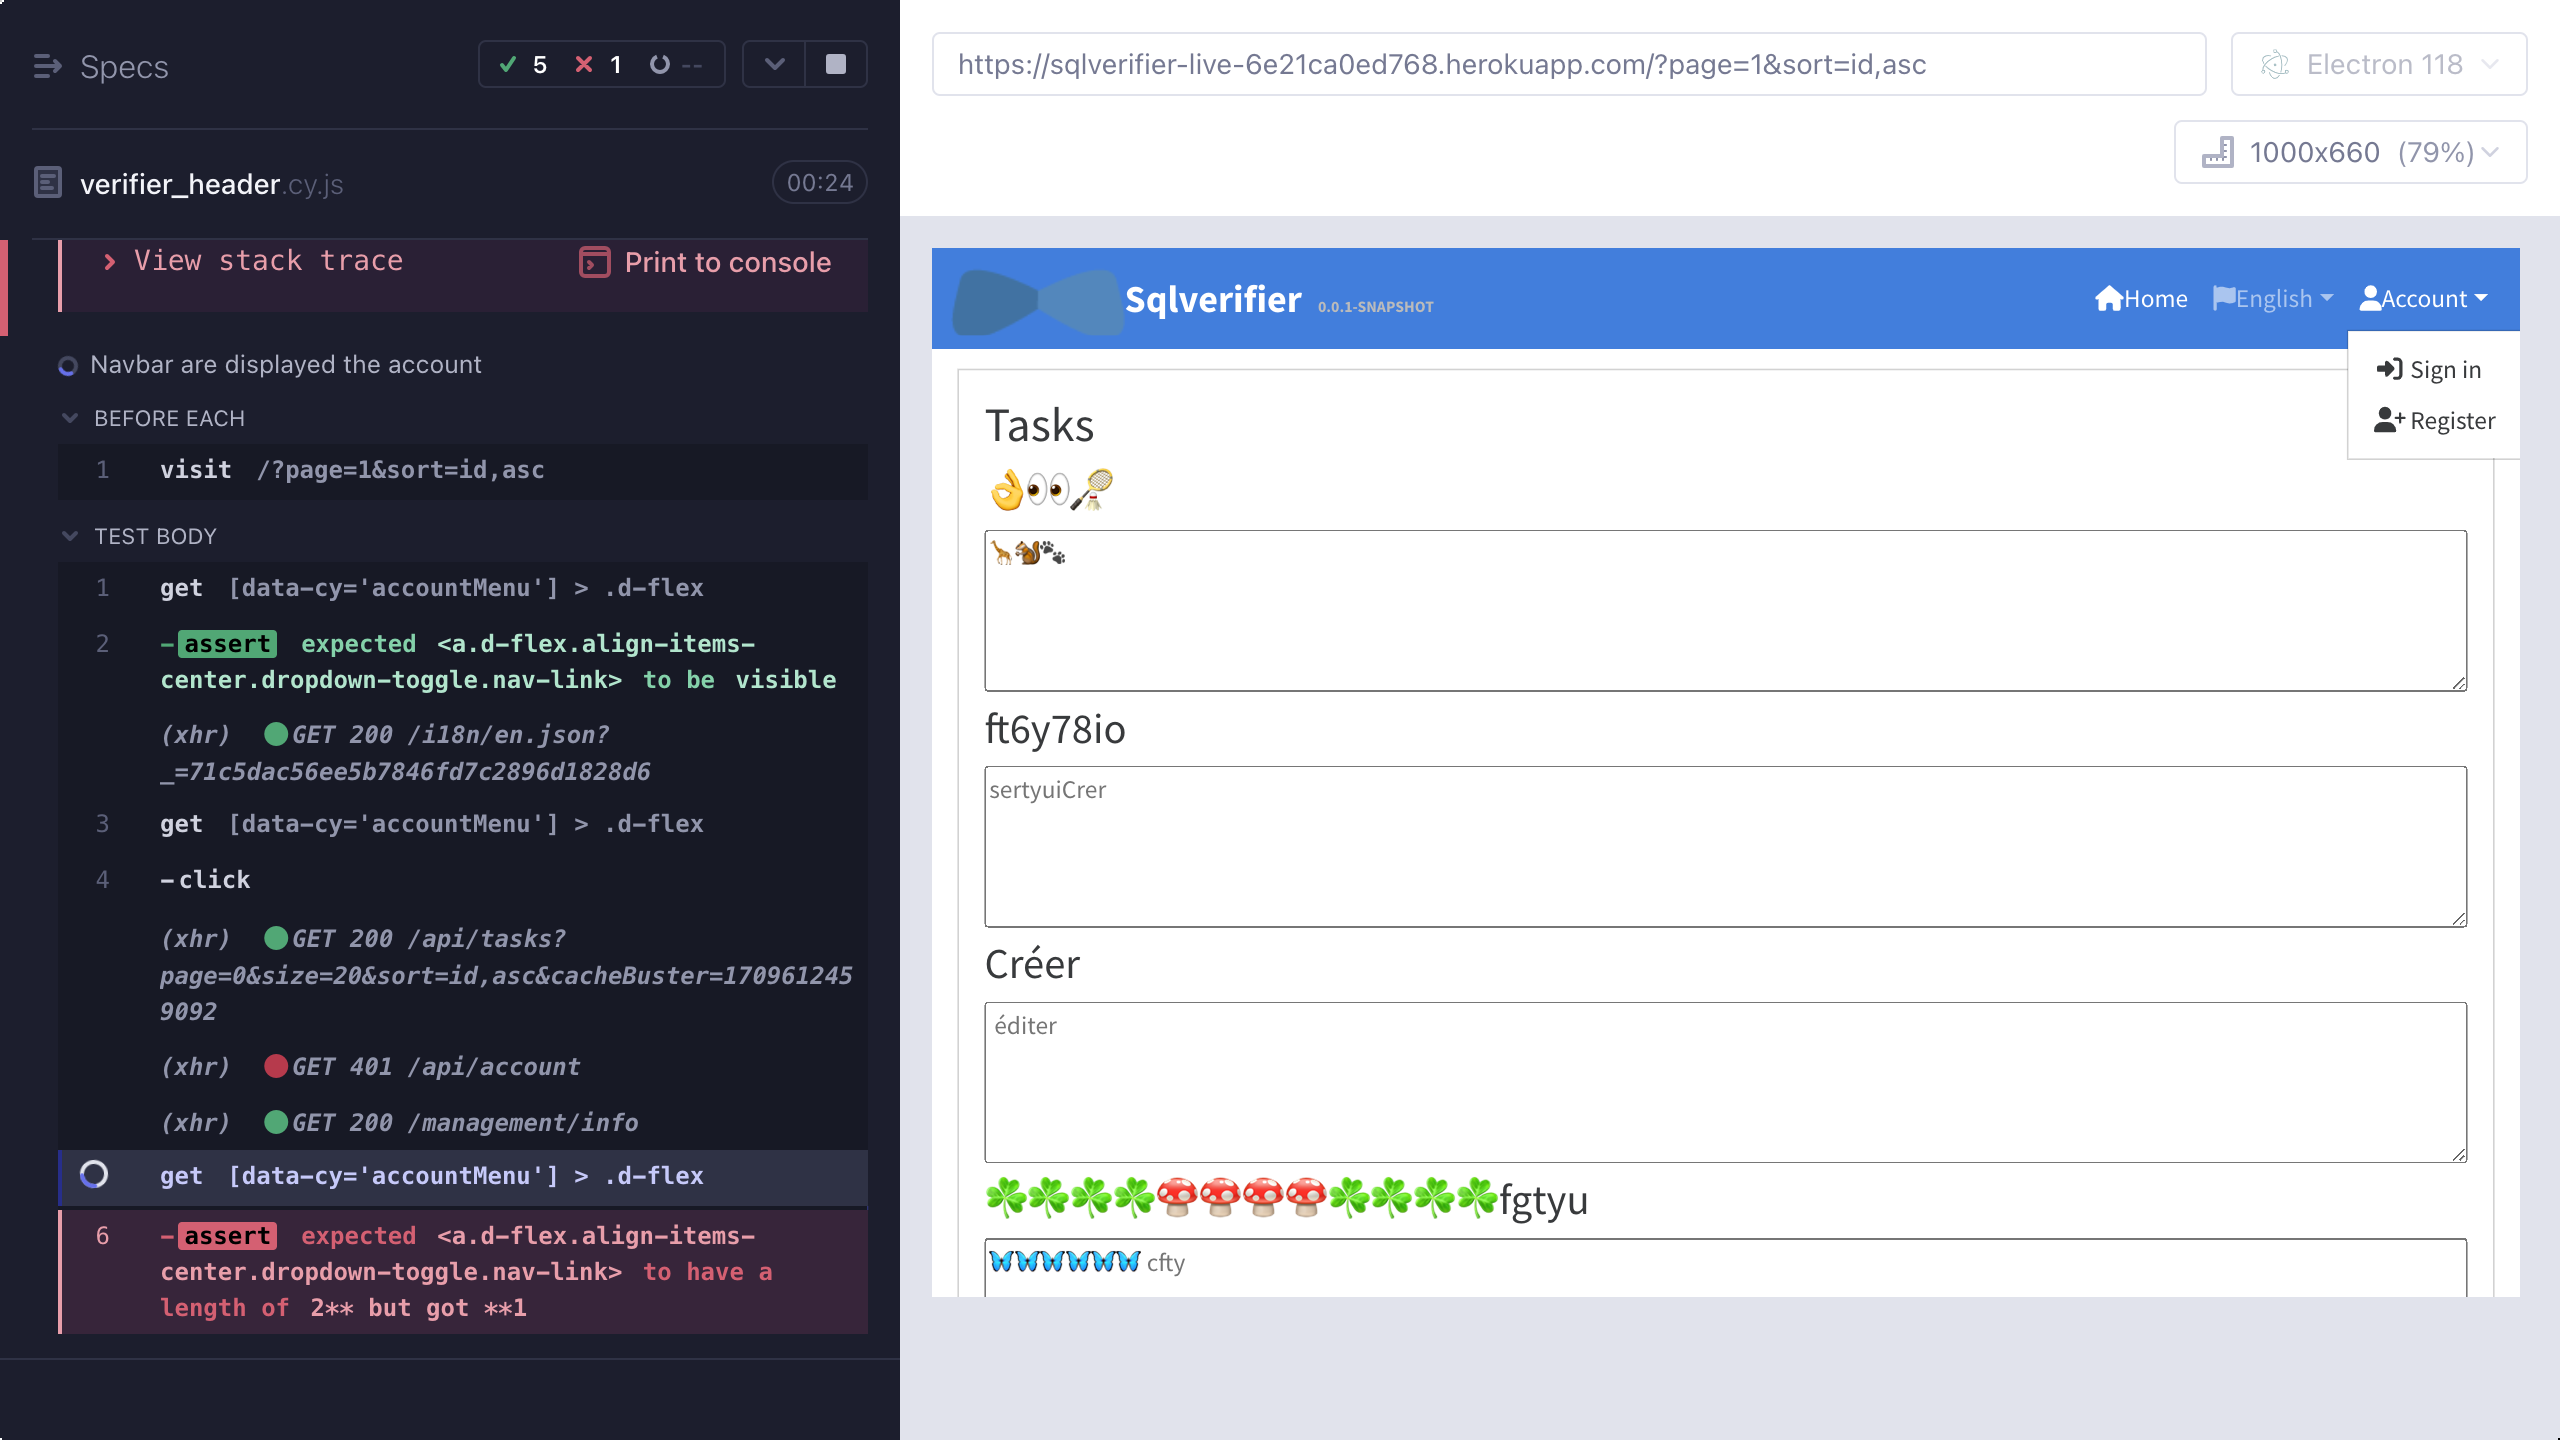 Specs
5 1 --
verifier_header.cy.js
00:24
View stack trace
Print to console
Navbar are displayed the account
BEFORE EACH
1 visit /?page=1&sort=id,asc
TEST BODY
1 get [data-cy='accountMenu'] > .d-flex
2 -assert expected <a.d-flex.align-items-
center.dropdown-toggle.nav-link> to be visible
(xhr) GET 200 /i18n/en.json?
_=71c5dac56ee5b7846fd7c2896d1828d6
3 get [data-cy='accountMenu'] > .d-flex
4 -click
(xhr) GET 200 /api/tasks?
page=0&size=20&sort=id,asc&cacheBuster=170961245
9092
(xhr) GET 401 /api/account
(xhr) GET 200 /management/info
get [data-cy='accountMenu'] > .d-flex
6 -assert expected <a.d-flex.align-items-
center.dropdown-toggle.nav-link> to have a
length of 2** but got **1
https://sqlverifier-live-6e21ca0ed768.herokuapp.com/?page=1&sort=id,asc
Electron 118
1000x660 (79%)
Sqlverifier 0.0.1-SNAPSHOT
Home
English
Account
Sign in
Register
Tasks
👌👀🏸
🦒🐿🐾
ft6y78io
sertyuiCrer
Créer
éditer
☘☘☘☘🍄🍄🍄🍄☘☘☘☘fgtyu
🦋🦋🦋🦋🦋🦋 cfty